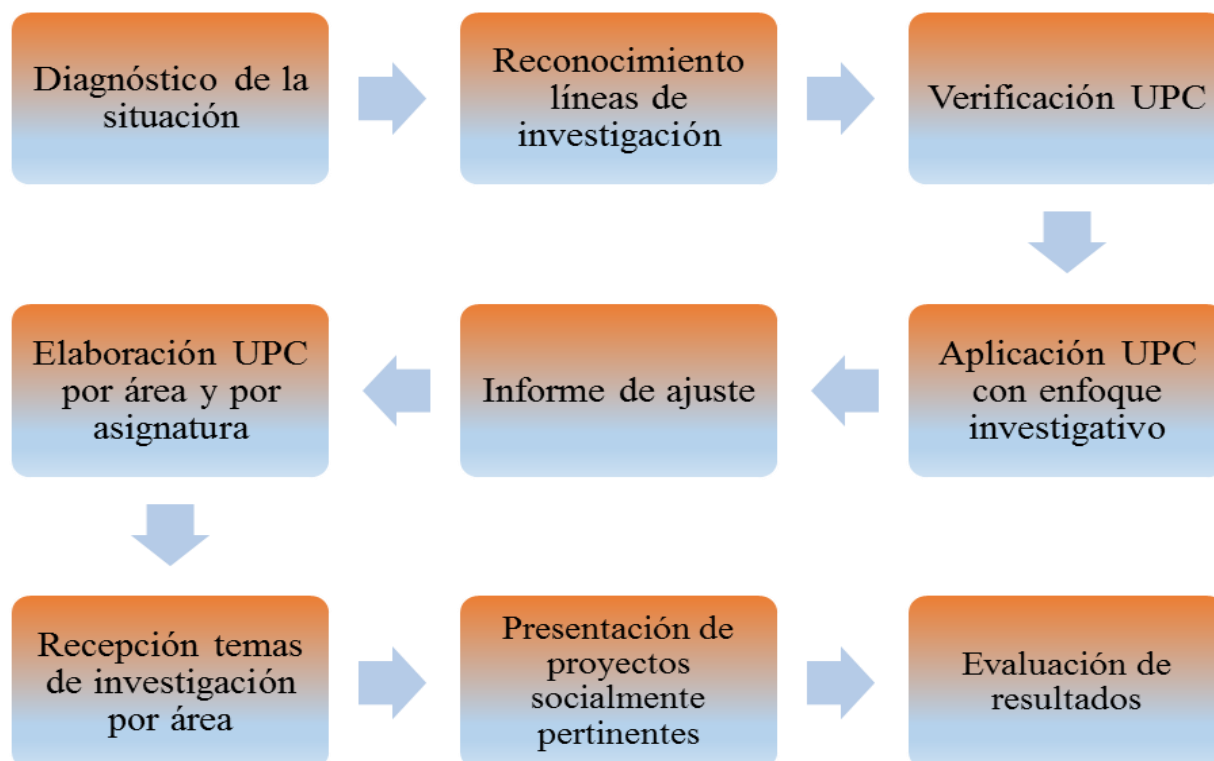 Diagnóstico de la
situación
Reconocimiento
líneas de
investigación
Verificación UPC
Aplicación UPC
con enfoque
investigativo
Informe de ajuste
Elaboración UPC
por área y por
asignatura
Recepción temas
de investigación
por área
Presentación de
proyectos
socialmente
pertinentes
Evaluación de
resultados